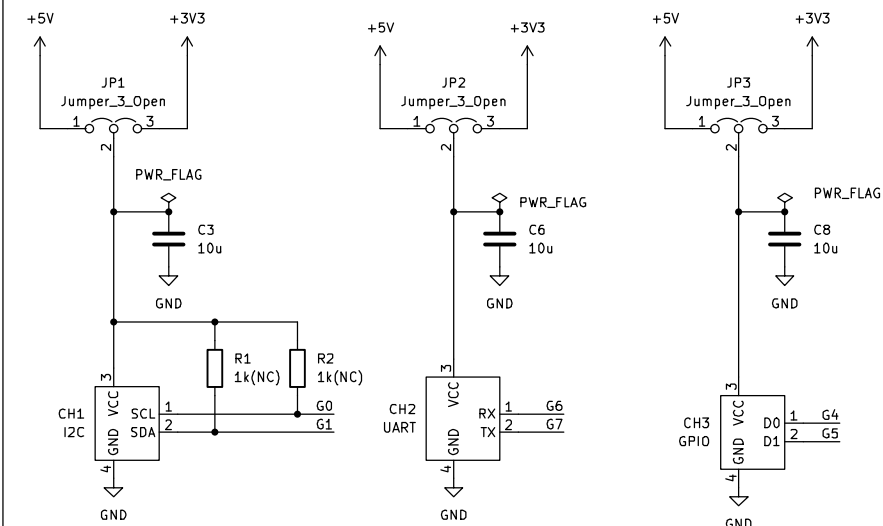 +5V
+3V3
JP1
Jumper_3_Open
1
3
2
PWR_FLAG
C3
10u
GND
R1
1k(NC)
R2
1k(NC)
3
CH1
I2C
VCC
GND
SCL
SDA
1
2
G0
G1
4
GND
+5V
+3V3
JP2
Jumper_3_Open
1
3
2
PWR_FLAG
C6
10u
GND
3
CH2
UART
VCC
GND
RX
TX
1
2
G6
G7
4
GND
+5V
+3V3
JP3
Jumper_3_Open
1
3
2
PWR_FLAG
C8
10u
GND
3
CH3
GPIO
VCC
GND
D0
D1
1
2
G4
G5
4
GND